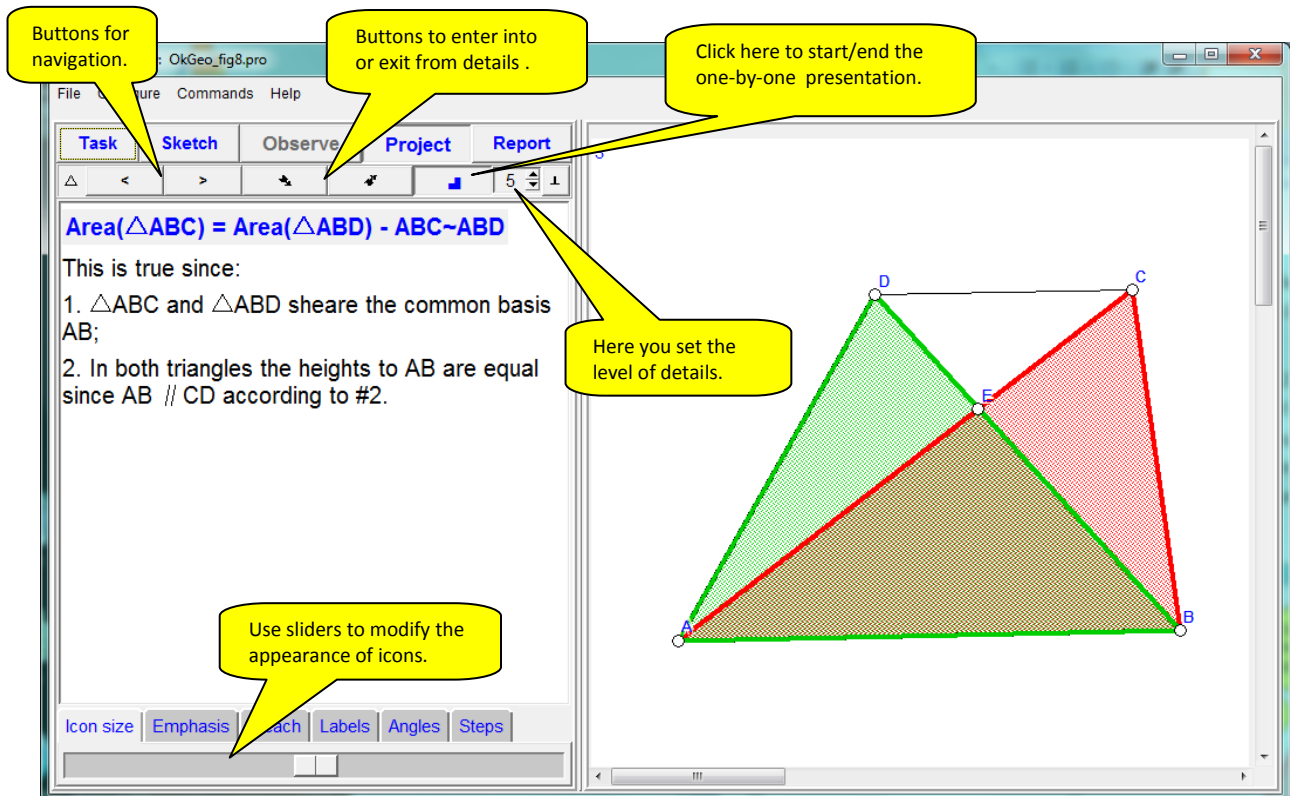 Buttons for
navigation.
Buttons to enter into
or exit from details .
Click here to start/end the
one-by-one presentation.
: OkGeo_fig8.pro
File ure Commands Help
Task Sketch Observe Project Report
< > 5
Area(△ABC) = Area(△ABD) - ABC~ABD
This is true since:
1. △ABC and △ABD sheare the common basis
AB;
2. In both triangles the heights to AB are equal
since AB // CD according to #2.
Here you set the
level of details.
D
C
E
A
B
Use sliders to modify the
appearance of icons.
Icon size Emphasis Labels Angles Steps